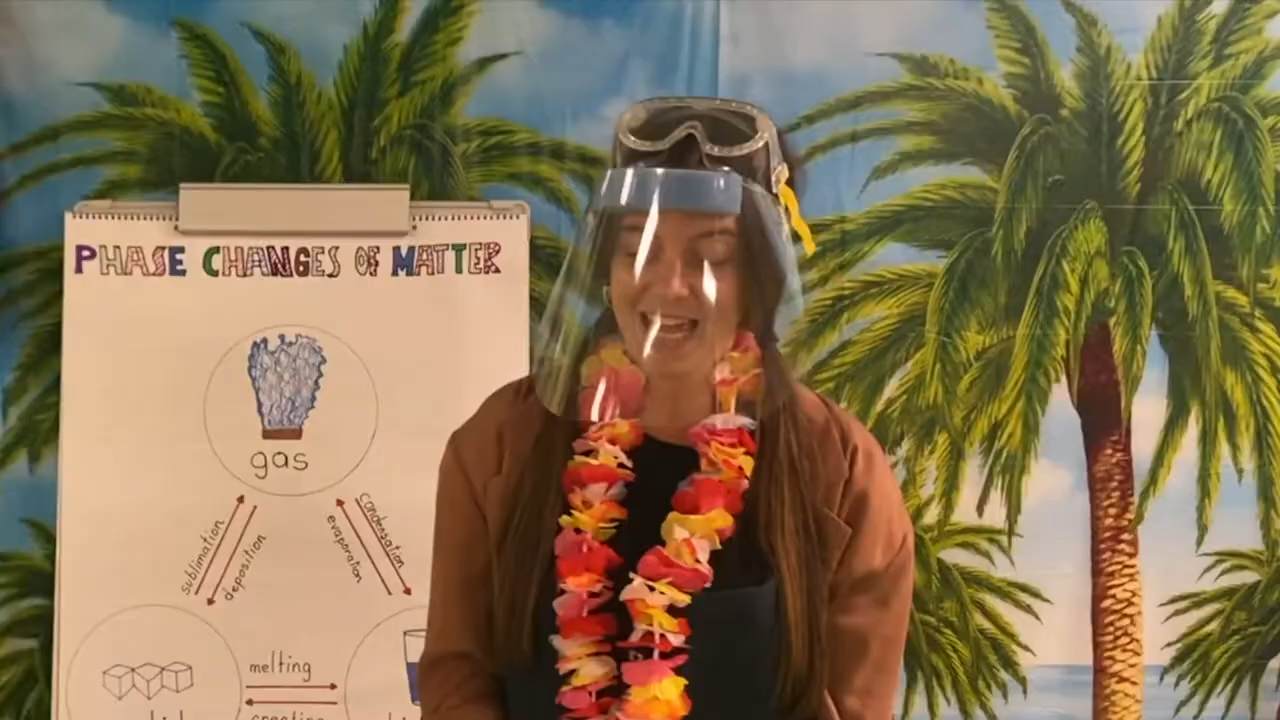 PHASE CHANGES OF MATTER
gas
sublimation
deposition
condensation
evaporation
melting